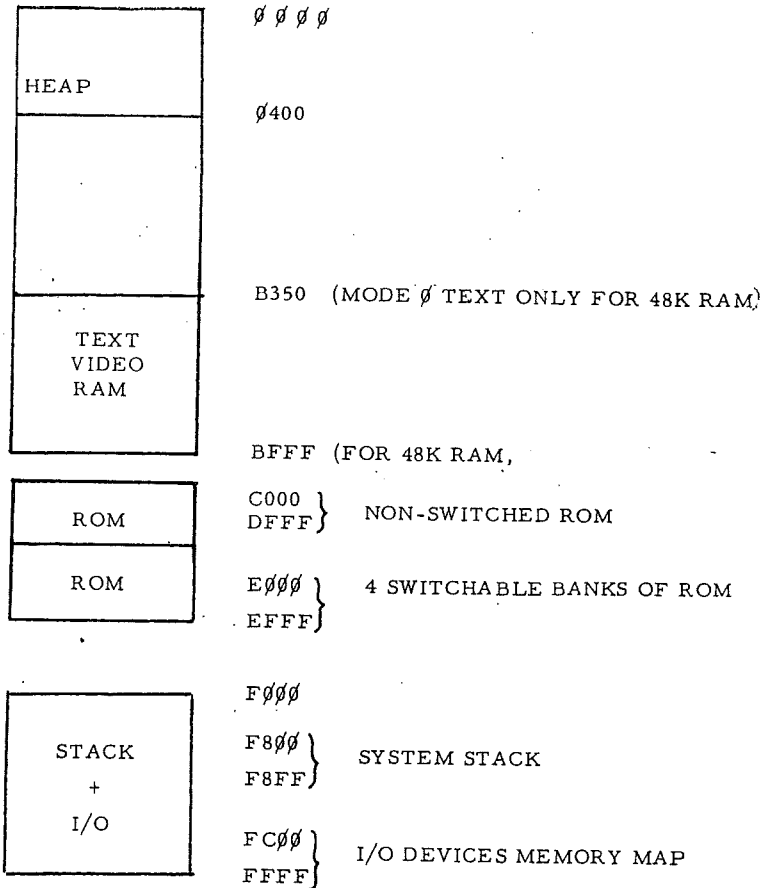 ØØØØ
HEAP
Ø400
B350 (MODE Ø TEXT ONLY FOR 48K RAM)
TEXT
VIDEO
RAM
BFFF (FOR 48K RAM,
ROM
C000
DFFF
NON-SWITCHED ROM
ROM
EØØØ
EFFF
4 SWITCHABLE BANKS OF ROM
FØØØ
STACK
+
I/O
F8ØØ
F8FF
SYSTEM STACK
FCØØ
FFFF
I/O DEVICES MEMORY MAP